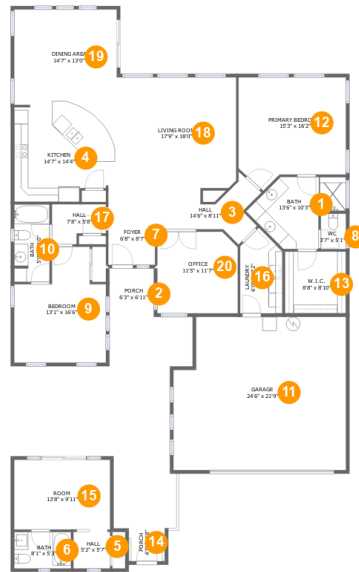 DINING AREA
14'7" x 13'0"
19
LIVING ROOM
17'9" x 18'0"
18
PRIMARY BEDRO
15'3" x 16'2"
12
KITCHEN
14'7" x 14'4"
4
HALL
7'8" x 5'8"
17
BATH
10
HALL
14'6" x 8'11"
3
BATH
13'6" x 10'3"
1
WC
3'7" x 5'1"
8
FOYER
6'8" x 8'7"
7
OFFICE
11'5" x 11'7"
20
LAUNDRY
16
W.I.C.
8'8" x 8'10"
13
PORCH
6'3" x 6'11"
2
BEDROOM
13'1" x 16'6"
9
GARAGE
24'6" x 21'9"
11
ROOM
13'8" x 9'11"
15
BATH
8'1" x 5'
6
HALL
5'2" x 5'7"
5
PORCH
14